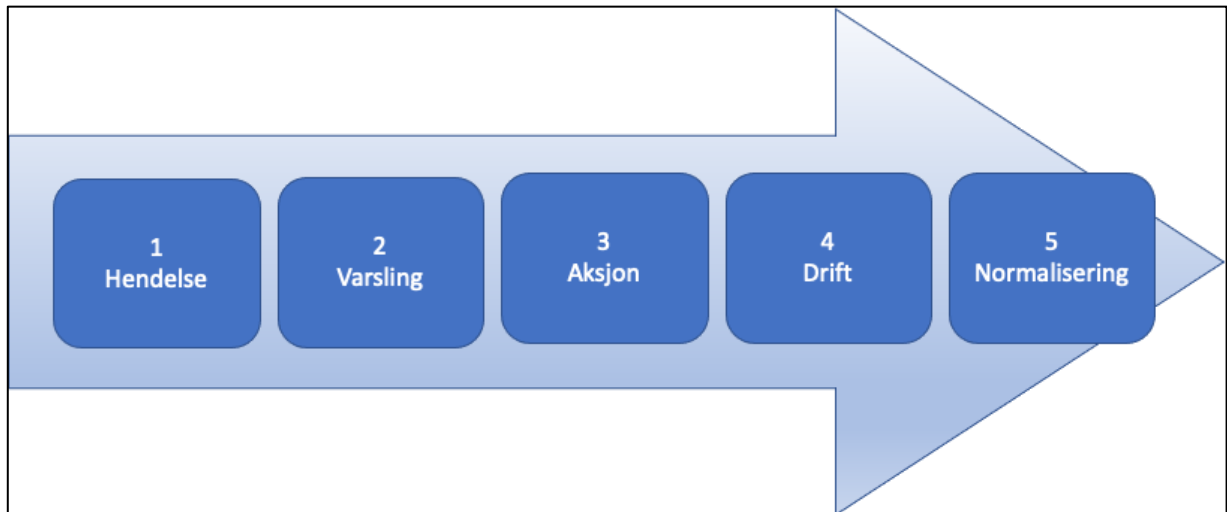 1
Hendelse
2
Varsling
3
Aksjon
4
Drift
5
Normalisering